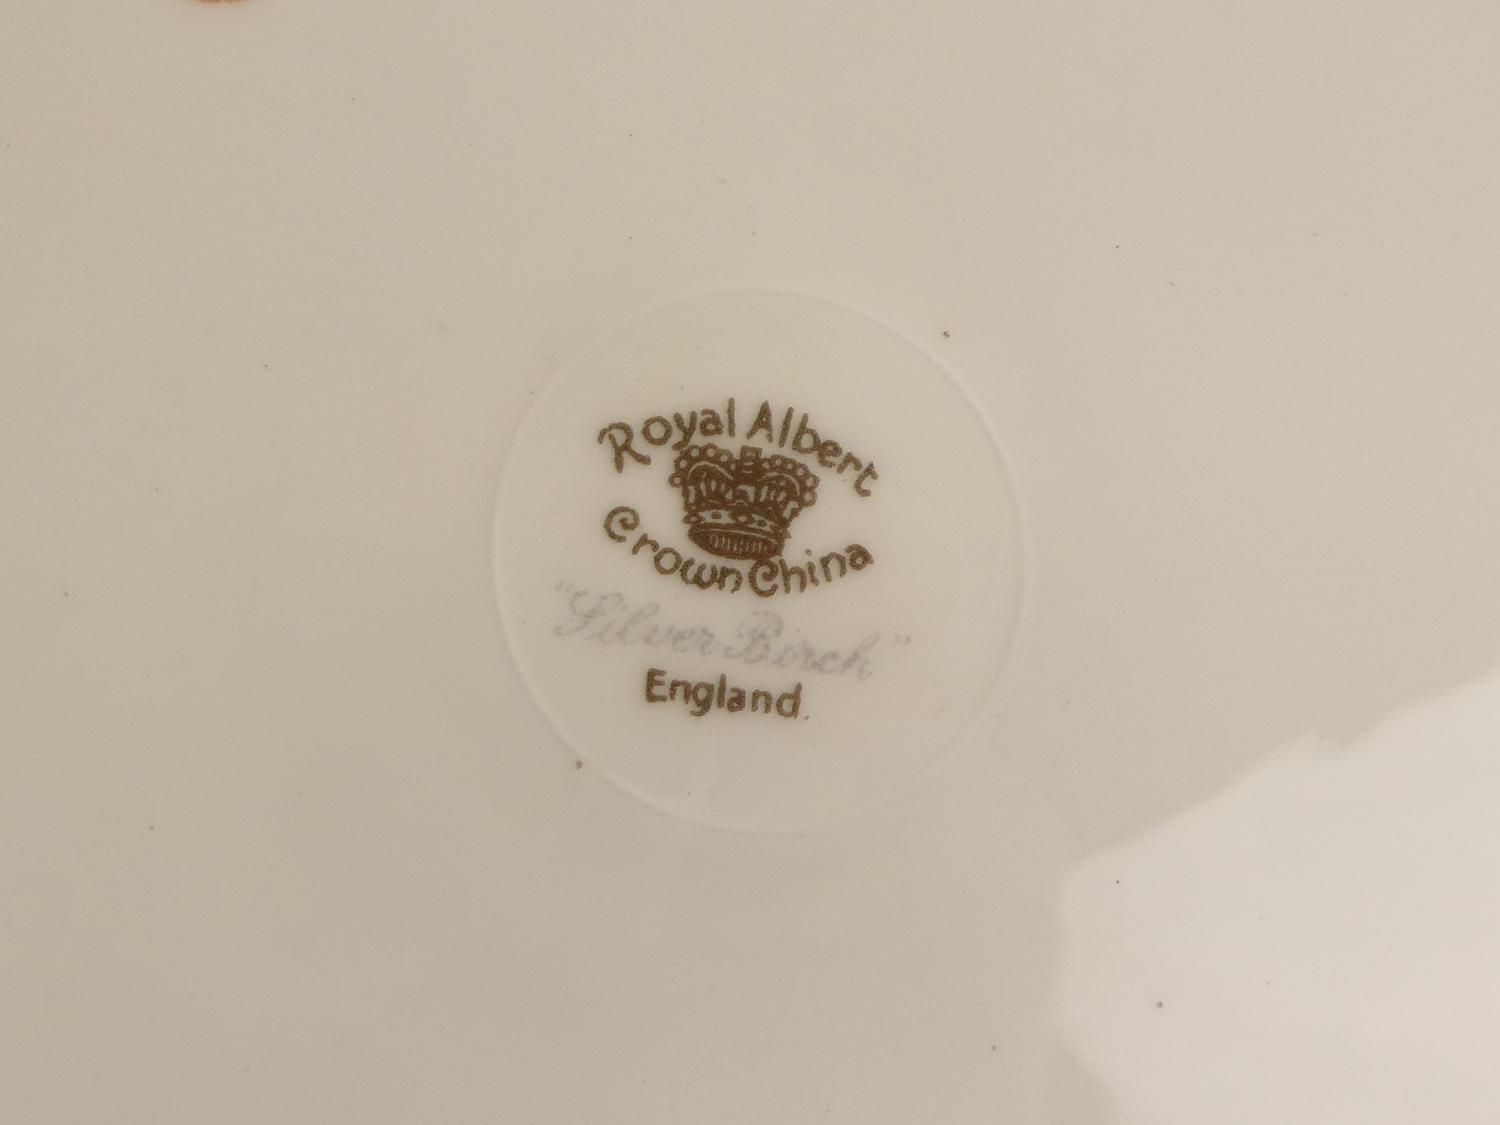 Royal Albert
Crown China
"Silver Birch"
England.